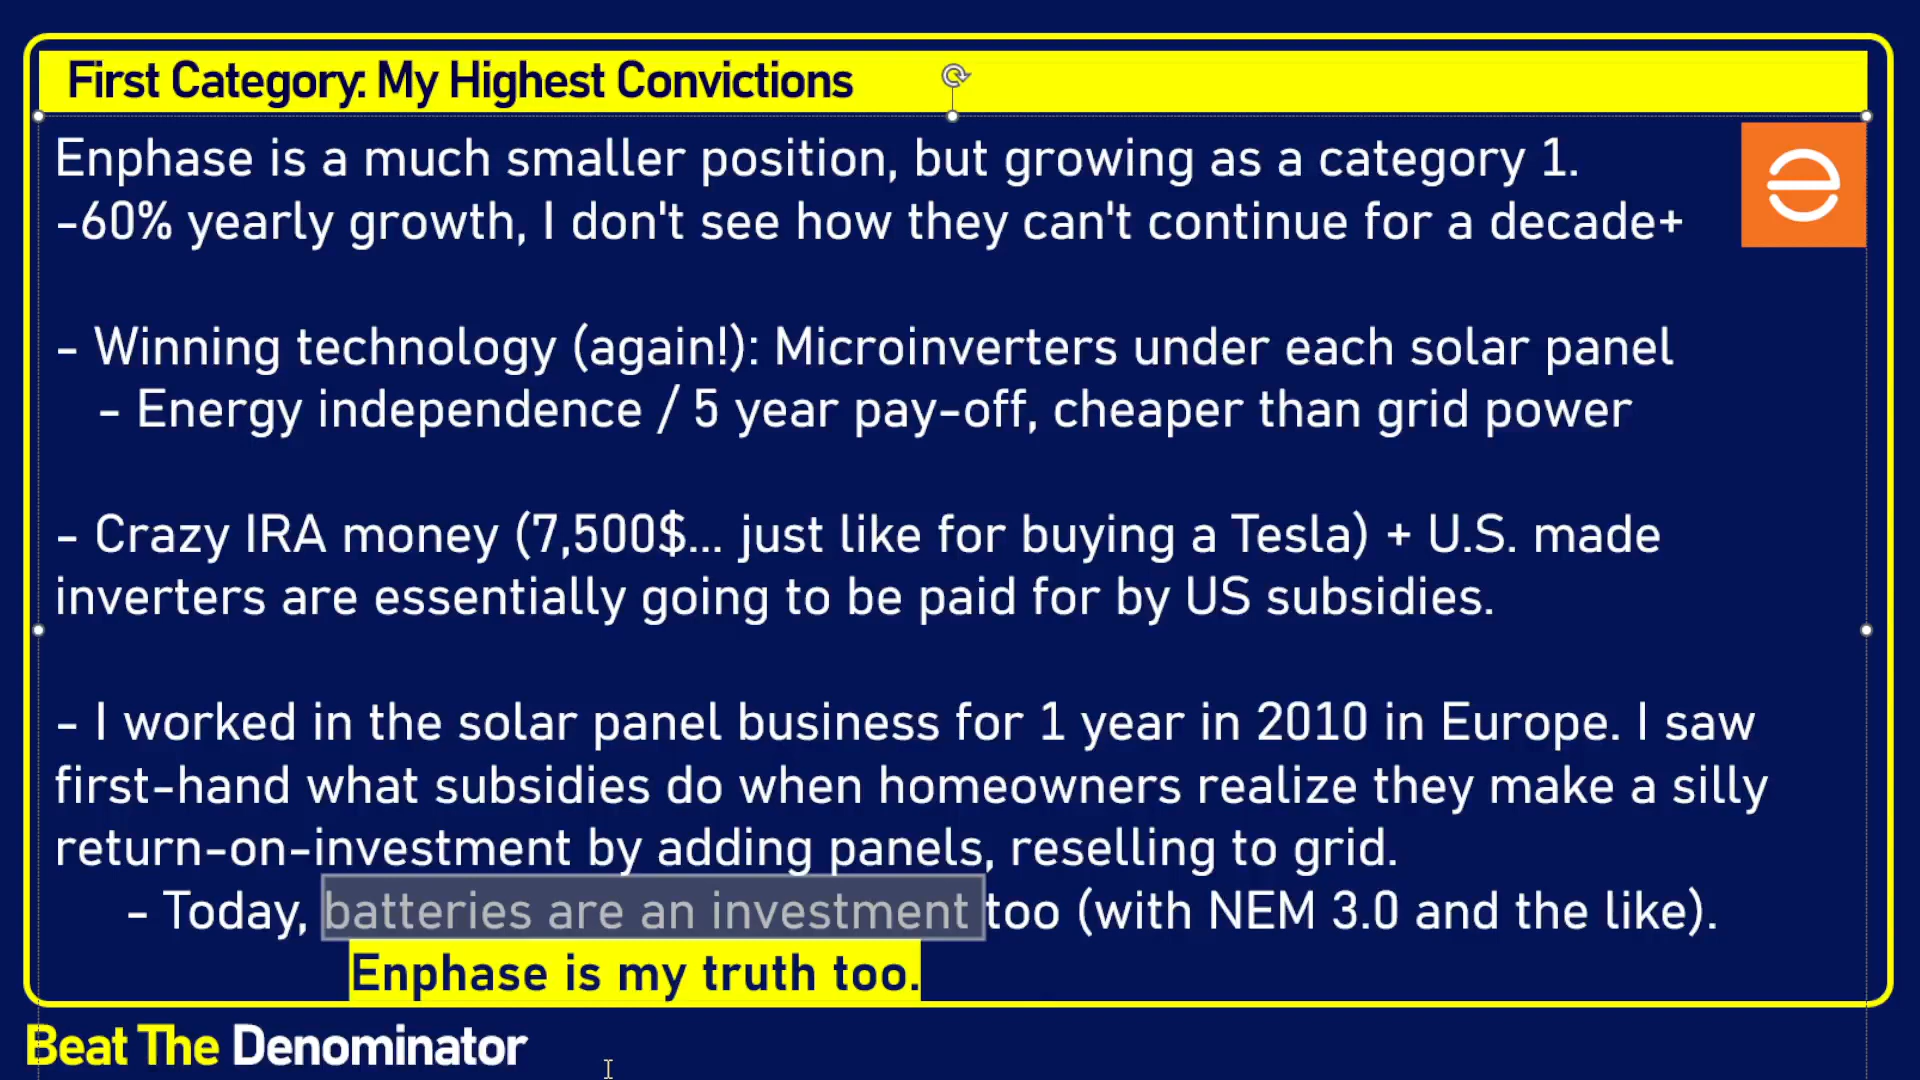 First Category: My Highest Convictions
Enphase is a much smaller position, but growing as a category 1.
-60% yearly growth, I don't see how they can't continue for a decade+
- Winning technology (again!): Microinverters under each solar panel
- Energy independence / 5 year pay-off, cheaper than grid power
- Crazy IRA money (7,500$... just like for buying a Tesla) + U.S. made
inverters are essentially going to be paid for by US subsidies.
- I worked in the solar panel business for 1 year in 2010 in Europe. I saw
first-hand what subsidies do when homeowners realize they make a silly
return-on-investment by adding panels, reselling to grid.
- Today, batteries are an investment too (with NEM 3.0 and the like).
Enphase is my truth too.
Beat The Denominator